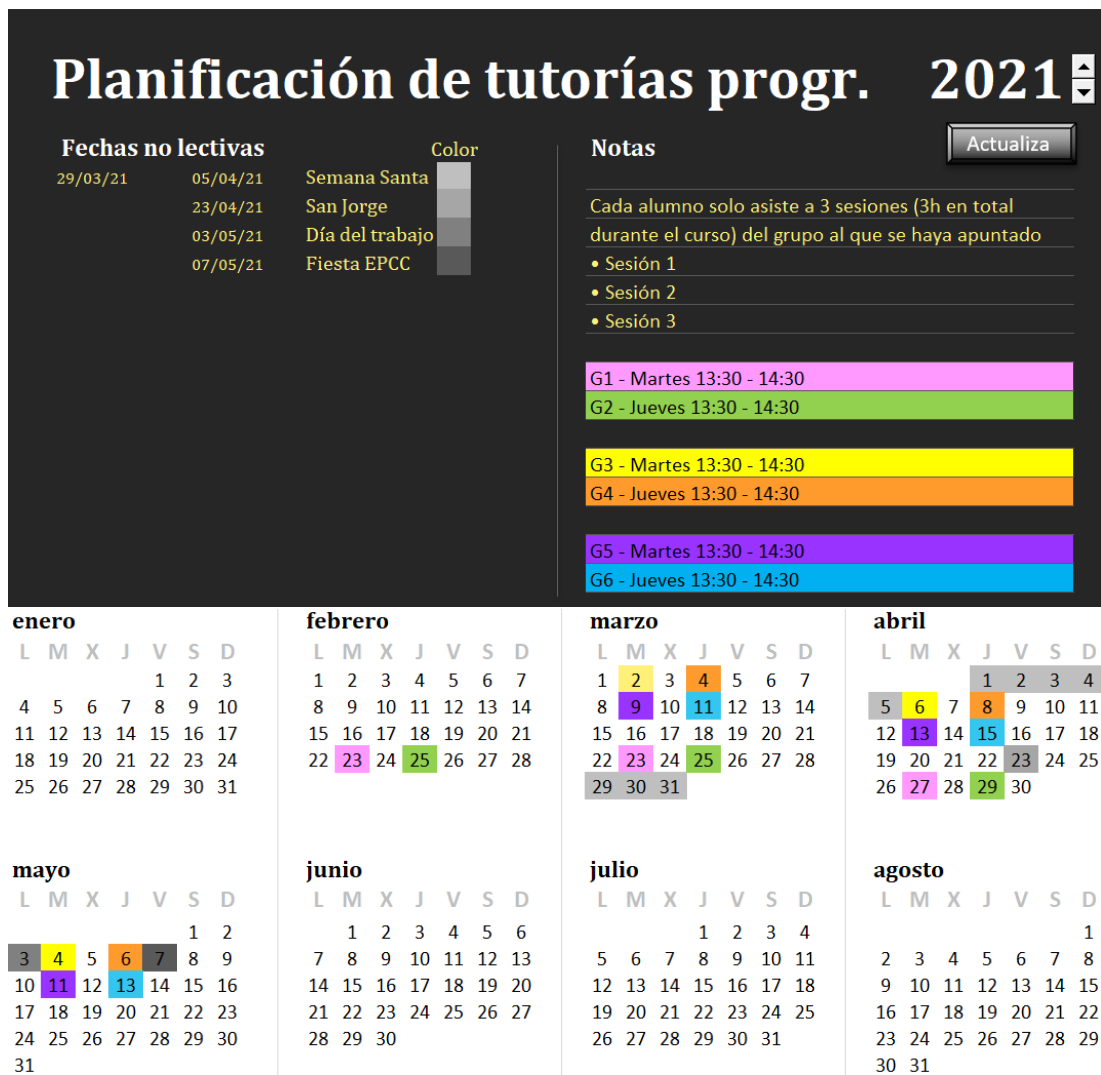 Planificación de tutorías progr. 2021
Actualiza
Fechas no lectivas Color
29/03/21 05/04/21 Semana Santa
23/04/21 San Jorge
03/05/21 Día del trabajo
07/05/21 Fiesta EPCC
Notas
Cada alumno solo asiste a 3 sesiones (3h en total
durante el curso) del grupo al que se haya apuntado
• Sesión 1
• Sesión 2
• Sesión 3
G1 - Martes 13:30 - 14:30
G2 - Jueves 13:30 - 14:30
G3 - Martes 13:30 - 14:30
G4 - Jueves 13:30 - 14:30
G5 - Martes 13:30 - 14:30
G6 - Jueves 13:30 - 14:30
enero
L M X J V S D
1 2 3
4 5 6 7 8 9 10
11 12 13 14 15 16 17
18 19 20 21 22 23 24
25 26 27 28 29 30 31
febrero
L M X J V S D
1 2 3 4 5 6 7
8 9 10 11 12 13 14
15 16 17 18 19 20 21
22 23 24 25 26 27 28
marzo
L M X J V S D
1 2 3 4 5 6 7
8 9 10 11 12 13 14
15 16 17 18 19 20 21
22 23 24 25 26 27 28
29 30 31
abril
L M X J V S D
1 2 3 4
5 6 7 8 9 10 11
12 13 14 15 16 17 18
19 20 21 22 23 24 25
26 27 28 29 30
mayo
L M X J V S D
1 2
3 4 5 6 7 8 9
10 11 12 13 14 15 16
17 18 19 20 21 22 23
24 25 26 27 28 29 30
31
junio
L M X J V S D
1 2 3 4 5 6
7 8 9 10 11 12 13
14 15 16 17 18 19 20
21 22 23 24 25 26 27
28 29 30
julio
L M X J V S D
1 2 3 4
5 6 7 8 9 10 11
12 13 14 15 16 17 18
19 20 21 22 23 24 25
26 27 28 29 30 31
agosto
L M X J V S D
1
2 3 4 5 6 7 8
9 10 11 12 13 14 15
16 17 18 19 20 21 22
23 24 25 26 27 28 29
30 31